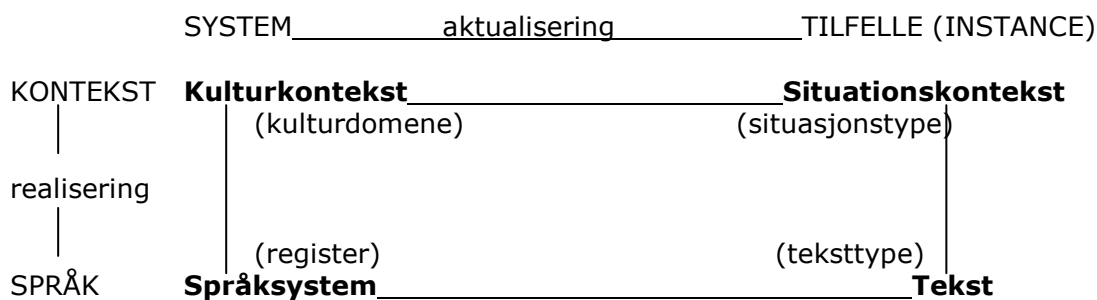 SYSTEM aktualisering TILFELLE (INSTANCE)
KONTEKST Kulturkontekst Situationskontekst
(kulturdomene) (situasjonstype)
realisering
(register) (teksttype)
SPRÅK Språksystem Tekst